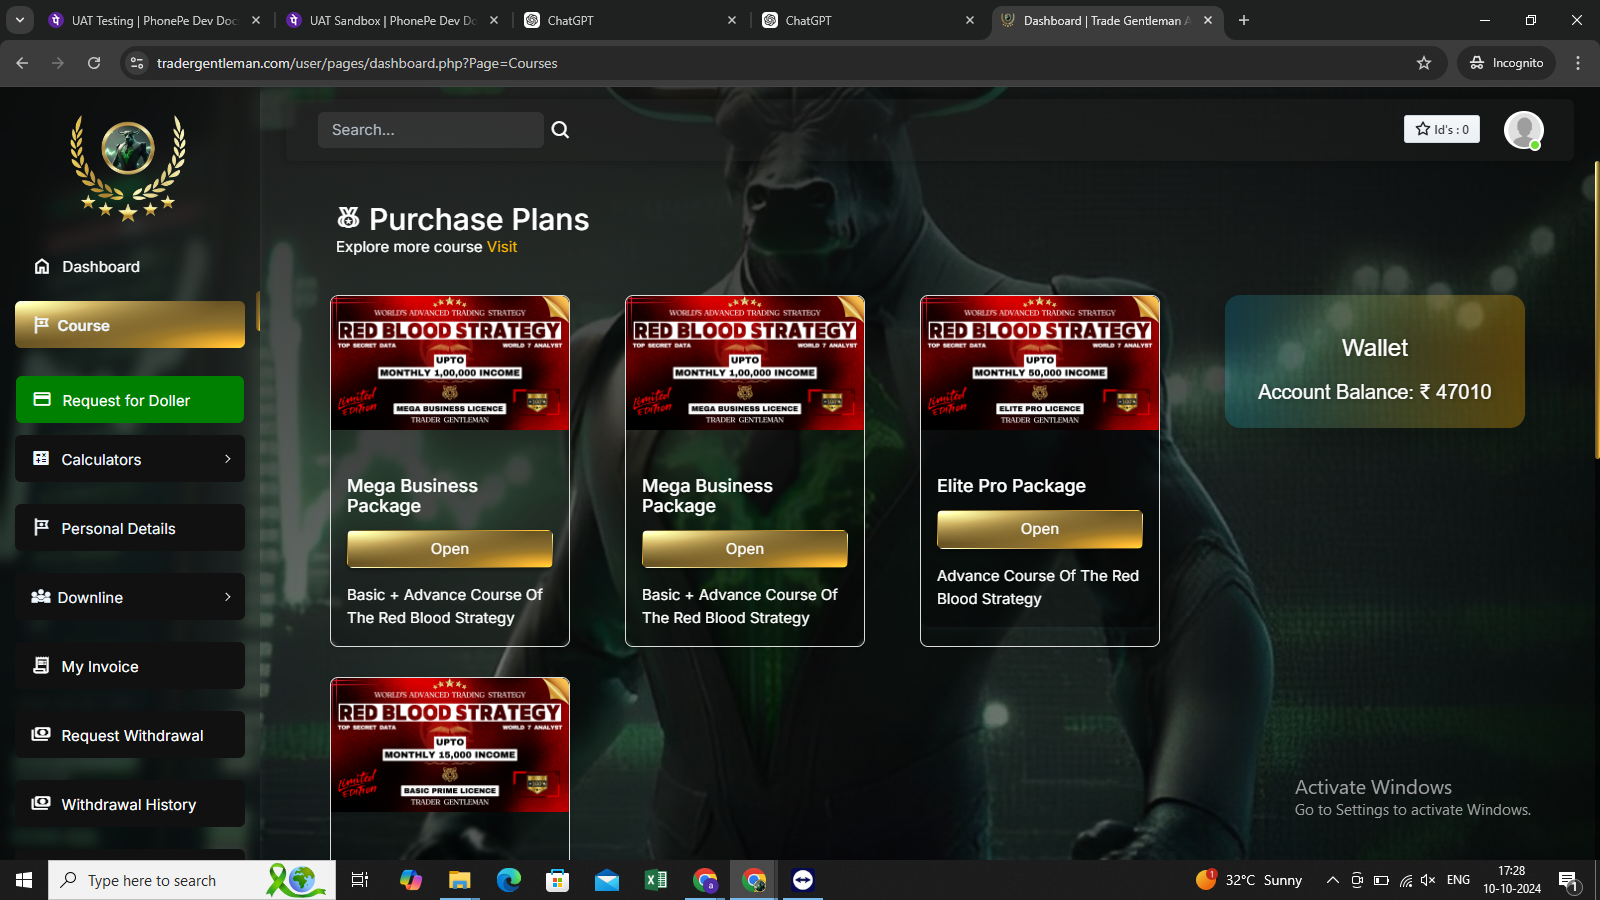 UAT Testing | PhonePe Dev Doc
UAT Sandbox | PhonePe Dev Do
ChatGPT
ChatGPT
Dashboard | Trade Gentleman A
tradergentleman.com/user/pages/dashboard.php?Page=Courses
Incognito
Search...
Id's : 0
Purchase Plans
Explore more course Visit
Dashboard
Course
Request for Doller
Calculators
Personal Details
Downline
My Invoice
Request Withdrawal
Withdrawal History
WORLD'S ADVANCED TRADING STRATEGY
RED BLOOD STRATEGY
TOP SECRET DATA WORLD 7 ANALYST
UPTO
MONTHLY 1,00,000 INCOME
Limited Edition
MEGA BUSINESS LICENCE
TRADER GENTLEMAN
Mega Business
Package
Open
Basic + Advance Course Of
The Red Blood Strategy
WORLD'S ADVANCED TRADING STRATEGY
RED BLOOD STRATEGY
TOP SECRET DATA WORLD 7 ANALYST
UPTO
MONTHLY 1,00,000 INCOME
Limited Edition
MEGA BUSINESS LICENCE
TRADER GENTLEMAN
Mega Business
Package
Open
Basic + Advance Course Of
The Red Blood Strategy
WORLD'S ADVANCED TRADING STRATEGY
RED BLOOD STRATEGY
TOP SECRET DATA WORLD 7 ANALYST
UPTO
MONTHLY 50,000 INCOME
Limited Edition
ELITE PRO LICENCE
TRADER GENTLEMAN
Elite Pro Package
Open
Advance Course Of The Red
Blood Strategy
Wallet
Account Balance: ₹ 47010
WORLD'S ADVANCED TRADING STRATEGY
RED BLOOD STRATEGY
TOP SECRET DATA WORLD 7 ANALYST
UPTO
MONTHLY 15,000 INCOME
Limited Edition
BASIC PRIME LICENCE
TRADER GENTLEMAN
Activate Windows
Go to Settings to activate Windows.
Type here to search
1
32°C Sunny
ENG
17:28
10-10-2024
1